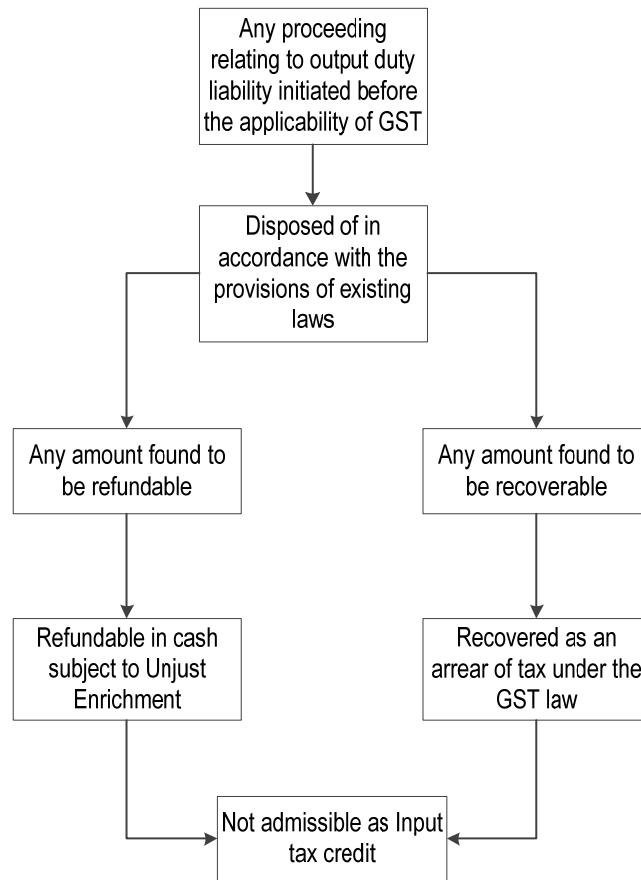 Any proceeding
relating to output duty
liability initiated before
the applicability of GST
Disposed of in
accordance with the
provisions of existing
laws
Any amount found to
be refundable
Any amount found to
be recoverable
Refundable in cash
subject to Unjust
Enrichment
Recovered as an
arrear of tax under the
GST law
Not admissible as Input
tax credit